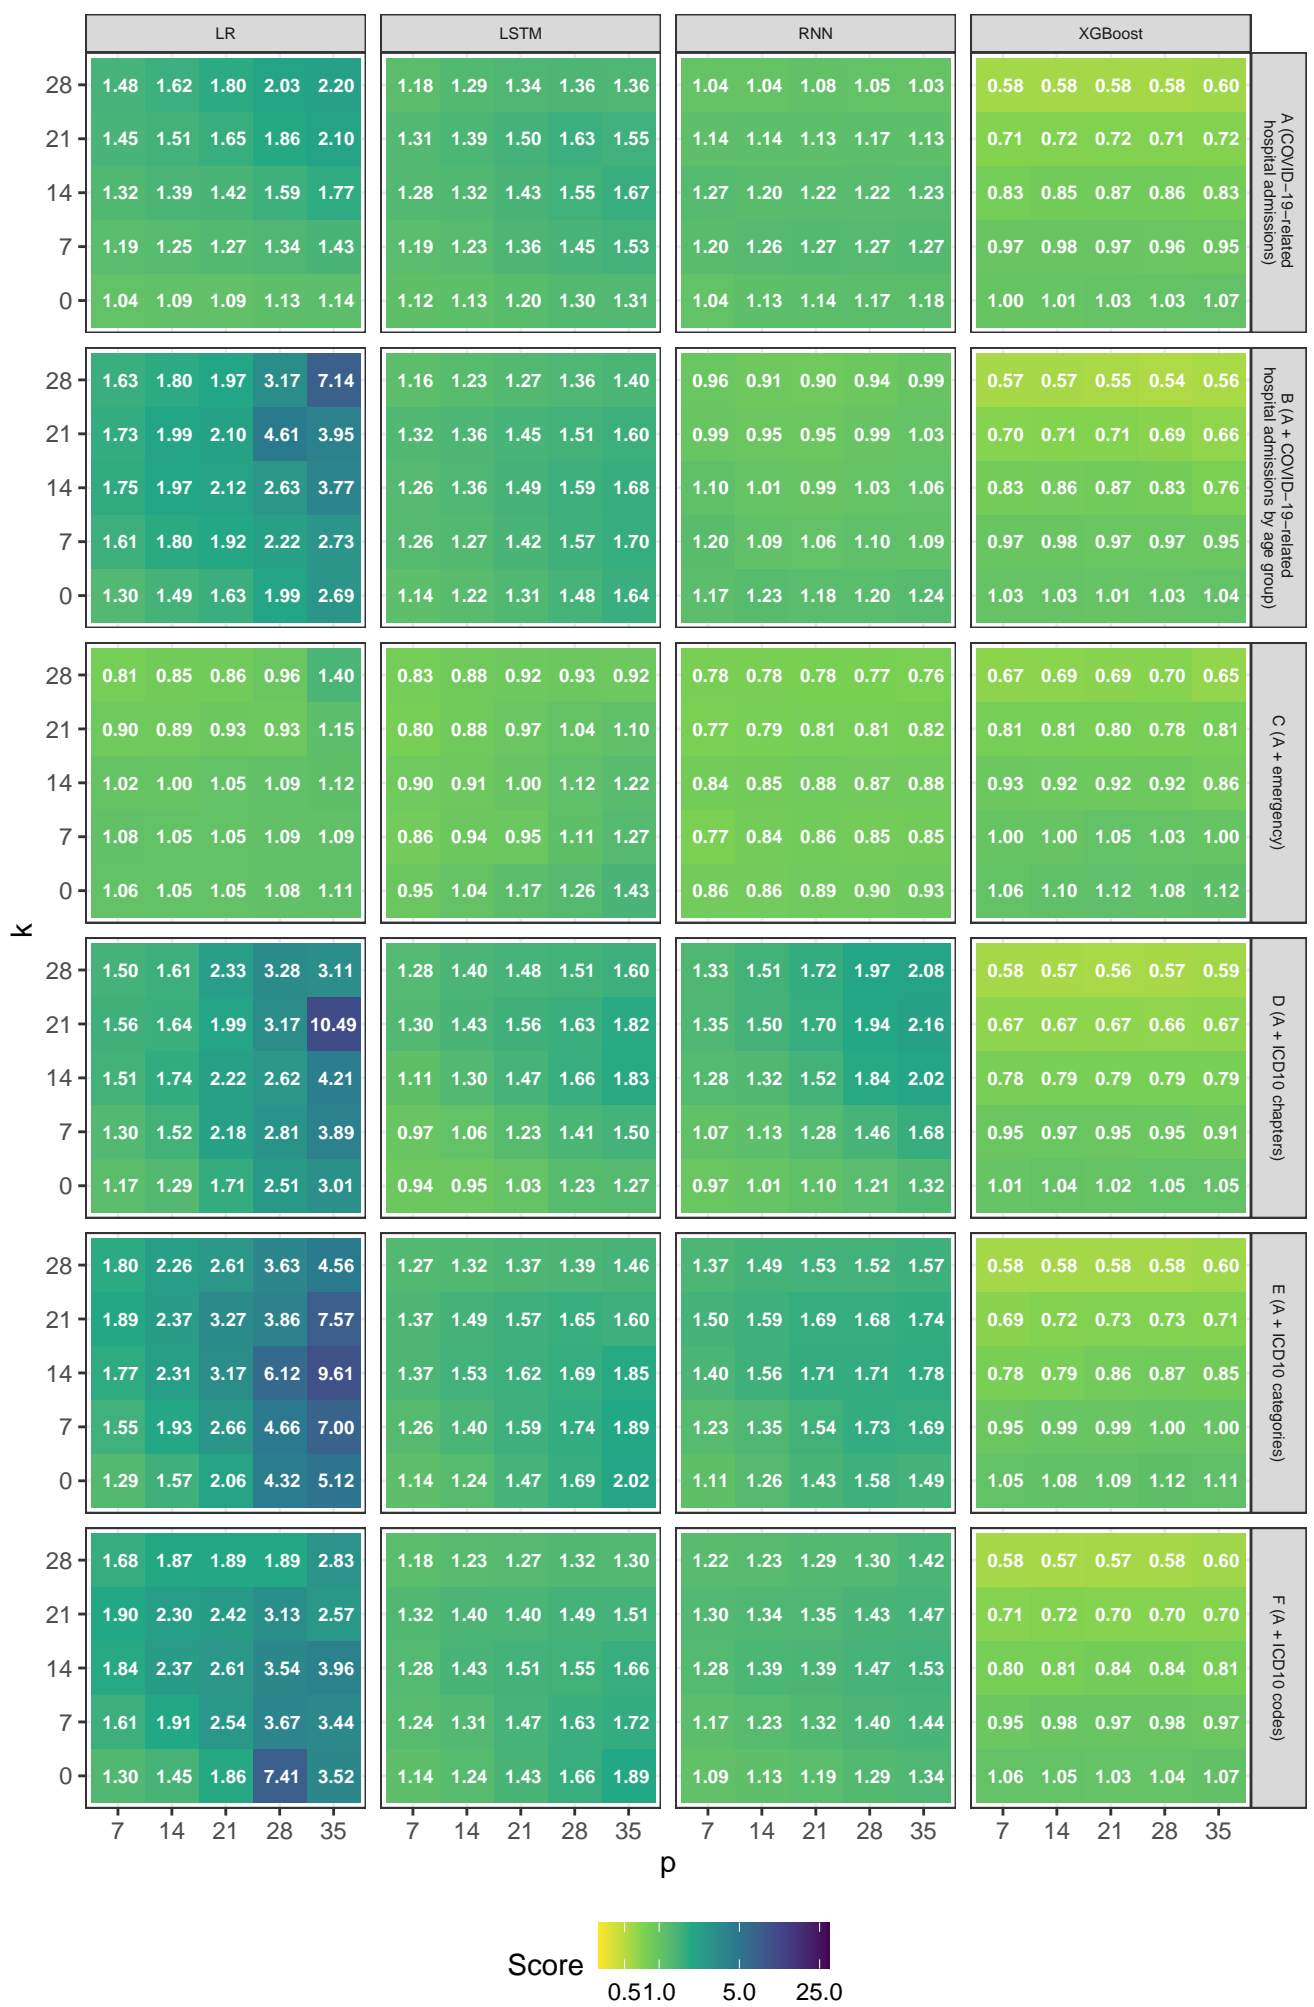 LR LSTM RNN XGBoost
28 1.48 1.62 1.80 2.03 2.20 1.18 1.29 1.34 1.36 1.36 1.04 1.04 1.08 1.05 1.03 0.58 0.58 0.58 0.58 0.60
21 1.45 1.51 1.65 1.86 2.10 1.31 1.39 1.50 1.63 1.55 1.14 1.14 1.13 1.17 1.13 0.71 0.72 0.72 0.71 0.72
14 1.32 1.39 1.42 1.59 1.77 1.28 1.32 1.43 1.55 1.67 1.27 1.20 1.22 1.22 1.23 0.83 0.85 0.87 0.86 0.83
7 1.19 1.25 1.27 1.34 1.43 1.19 1.23 1.36 1.45 1.53 1.20 1.26 1.27 1.27 1.27 0.97 0.98 0.97 0.96 0.95
0 1.04 1.09 1.09 1.13 1.14 1.12 1.13 1.20 1.30 1.31 1.04 1.13 1.14 1.17 1.18 1.00 1.01 1.03 1.03 1.07
A (COVID−19−related
hospital admissions)
28 1.63 1.80 1.97 3.17 7.14 1.16 1.23 1.27 1.36 1.40 0.96 0.91 0.90 0.94 0.99 0.57 0.57 0.55 0.54 0.56
21 1.73 1.99 2.10 4.61 3.95 1.32 1.36 1.45 1.51 1.60 0.99 0.95 0.95 0.99 1.03 0.70 0.71 0.71 0.69 0.66
14 1.75 1.97 2.12 2.63 3.77 1.26 1.36 1.49 1.59 1.68 1.10 1.01 0.99 1.03 1.06 0.83 0.86 0.87 0.83 0.76
7 1.61 1.80 1.92 2.22 2.73 1.26 1.27 1.42 1.57 1.70 1.20 1.09 1.06 1.10 1.09 0.97 0.98 0.97 0.97 0.95
0 1.30 1.49 1.63 1.99 2.69 1.14 1.22 1.31 1.48 1.64 1.17 1.23 1.18 1.20 1.24 1.03 1.03 1.01 1.03 1.04
B (A + COVID−19−related
hospital admissions by age group)
28 0.81 0.85 0.86 0.96 1.40 0.83 0.88 0.92 0.93 0.92 0.78 0.78 0.78 0.77 0.76 0.67 0.69 0.69 0.70 0.65
21 0.90 0.89 0.93 0.93 1.15 0.80 0.88 0.97 1.04 1.10 0.77 0.79 0.81 0.81 0.82 0.81 0.81 0.80 0.78 0.81
14 1.02 1.00 1.05 1.09 1.12 0.90 0.91 1.00 1.12 1.22 0.84 0.85 0.88 0.87 0.88 0.93 0.92 0.92 0.92 0.86
7 1.08 1.05 1.05 1.09 1.09 0.86 0.94 0.95 1.11 1.27 0.77 0.84 0.86 0.85 0.85 1.00 1.00 1.05 1.03 1.00
0 1.06 1.05 1.05 1.08 1.11 0.95 1.04 1.17 1.26 1.43 0.86 0.86 0.89 0.90 0.93 1.06 1.10 1.12 1.08 1.12
C (A + emergency)
k
28 1.50 1.61 2.33 3.28 3.11 1.28 1.40 1.48 1.51 1.60 1.33 1.51 1.72 1.97 2.08 0.58 0.57 0.56 0.57 0.59
21 1.56 1.64 1.99 3.17 10.49 1.30 1.43 1.56 1.63 1.82 1.35 1.50 1.70 1.94 2.16 0.67 0.67 0.67 0.66 0.67
14 1.51 1.74 2.22 2.62 4.21 1.11 1.30 1.47 1.66 1.83 1.28 1.32 1.52 1.84 2.02 0.78 0.79 0.79 0.79 0.79
7 1.30 1.52 2.18 2.81 3.89 0.97 1.06 1.23 1.41 1.50 1.07 1.13 1.28 1.46 1.68 0.95 0.97 0.95 0.95 0.91
0 1.17 1.29 1.71 2.51 3.01 0.94 0.95 1.03 1.23 1.27 0.97 1.01 1.10 1.21 1.32 1.01 1.04 1.02 1.05 1.05
D (A + ICD10 chapters)
28 1.80 2.26 2.61 3.63 4.56 1.27 1.32 1.37 1.39 1.46 1.37 1.49 1.53 1.52 1.57 0.58 0.58 0.58 0.58 0.60
21 1.89 2.37 3.27 3.86 7.57 1.37 1.49 1.57 1.65 1.60 1.50 1.59 1.69 1.68 1.74 0.69 0.72 0.73 0.73 0.71
14 1.77 2.31 3.17 6.12 9.61 1.37 1.53 1.62 1.69 1.85 1.40 1.56 1.71 1.71 1.78 0.78 0.79 0.86 0.87 0.85
7 1.55 1.93 2.66 4.66 7.00 1.26 1.40 1.59 1.74 1.89 1.23 1.35 1.54 1.73 1.69 0.95 0.99 0.99 1.00 1.00
0 1.29 1.57 2.06 4.32 5.12 1.14 1.24 1.47 1.69 2.02 1.11 1.26 1.43 1.58 1.49 1.05 1.08 1.09 1.12 1.11
E (A + ICD10 categories)
28 1.68 1.87 1.89 1.89 2.83 1.18 1.23 1.27 1.32 1.30 1.22 1.23 1.29 1.30 1.42 0.58 0.57 0.57 0.58 0.60
21 1.90 2.30 2.42 3.13 2.57 1.32 1.40 1.40 1.49 1.51 1.30 1.34 1.35 1.43 1.47 0.71 0.72 0.70 0.70 0.70
14 1.84 2.37 2.61 3.54 3.96 1.28 1.43 1.51 1.55 1.66 1.28 1.39 1.39 1.47 1.53 0.80 0.81 0.84 0.84 0.81
7 1.61 1.91 2.54 3.67 3.44 1.24 1.31 1.47 1.63 1.72 1.17 1.23 1.32 1.40 1.44 0.95 0.98 0.97 0.98 0.97
0 1.30 1.45 1.86 7.41 3.52 1.14 1.24 1.43 1.66 1.89 1.09 1.13 1.19 1.29 1.34 1.06 1.05 1.03 1.04 1.07
F (A + ICD10 codes)
7 14 21 28 35 7 14 21 28 35 7 14 21 28 35 7 14 21 28 35
p
Score
0.5 1.0 5.0 25.0